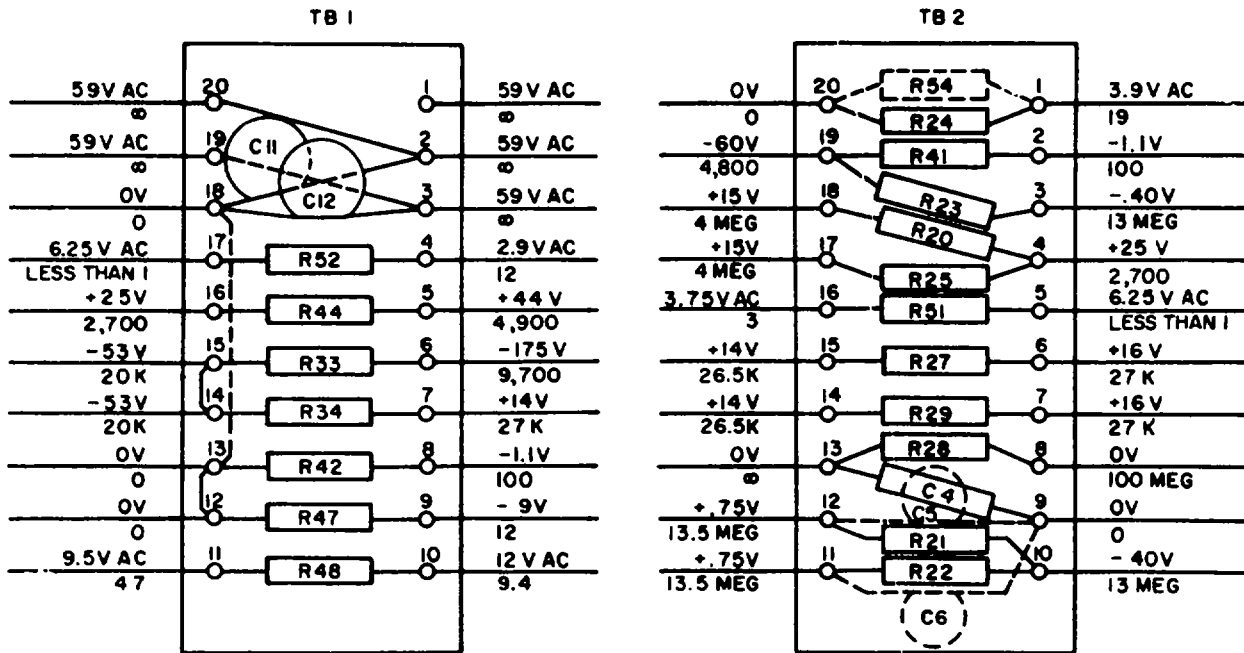 TB 1
59V AC 20 1 59V AC
∞ ∞
59V AC 19 C11 2 59V AC
∞ ∞
0V 18 C12 3 59V AC
0 ∞
6.25 V AC 17 R52 4 2.9V AC
LESS THAN 1 12
+25V 16 R44 5 +44 V
2,700 4,900
-53V 15 R33 6 -175 V
20K 9,700
-53V 14 R34 7 +14V
20K 27 K
0V 13 R42 8 -1.1V
0 100
0V 12 R47 9 - 9V
0 12
9.5V AC 11 R48 10 12 V AC
47 9.4
TB 2
0V 20 R54 1 3.9V AC
0 R24 19
-60V 19 R41 2 -1.1V
4,800 100
+15V 18 R23 3 -.40V
4 MEG R20 13 MEG
+15V 17 4 +25 V
4 MEG R25 2,700
3.75V AC 16 R51 5 6.25 V AC
3 LESS THAN 1
+14V 15 R27 6 +16 V
26.5K 27 K
+14 V 14 R29 7 +16 V
26.5K 27 K
0V 13 R28 8 0V
∞ 100 MEG
+.75V 12 C4 9 0V
13.5 MEG C5 0
R21
+.75V 11 R22 10 - 40V
13.5 MEG 13 MEG
C6